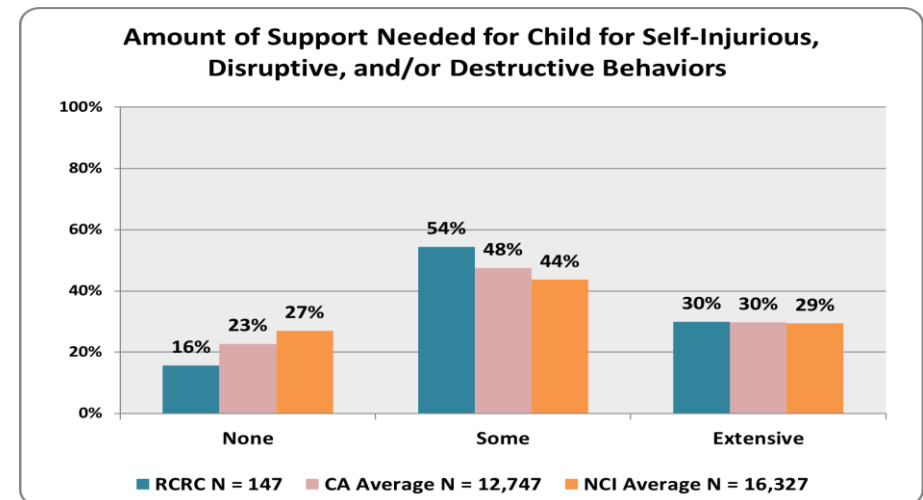 Amount of Support Needed for Child for Self-Injurious,
Disruptive, and/or Destructive Behaviors
100%
80%
60%
40%
20%
0%
16%
23%
27%
54%
48%
44%
30%
30%
29%
None
Some
Extensive
RCRC N = 147
CA Average N = 12,747
NCI Average N = 16,327